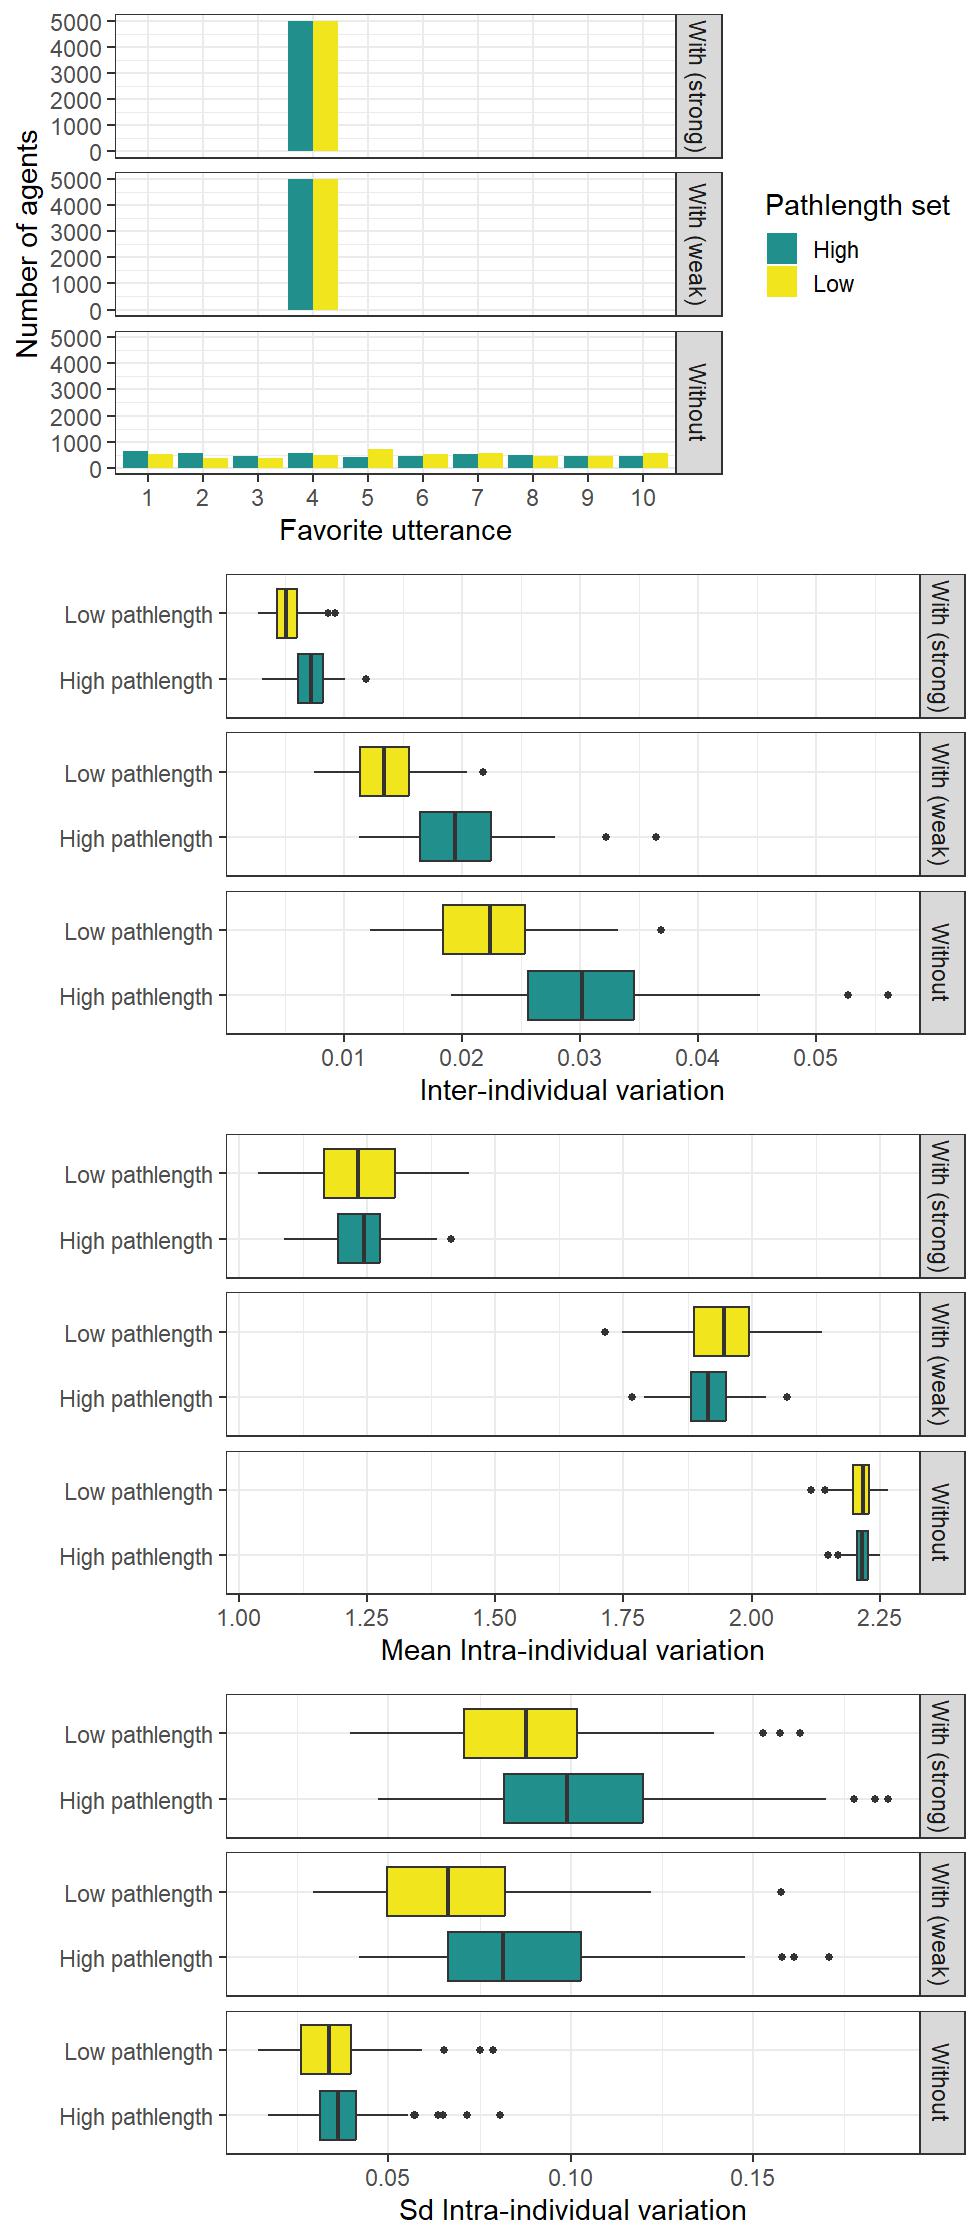 Number of agents
5000
4000
3000
2000
1000
0
With (strong)
5000
4000
3000
2000
1000
0
With (weak)
5000
4000
3000
2000
1000
0
Without
1 2 3 4 5 6 7 8 9 10
Favorite utterance
Pathlength set
High
Low
Low pathlength
High pathlength
With (strong)
Low pathlength
High pathlength
With (weak)
Low pathlength
High pathlength
Without
0.01 0.02 0.03 0.04 0.05
Inter-individual variation
Low pathlength
High pathlength
With (strong)
Low pathlength
High pathlength
With (weak)
Low pathlength
High pathlength
Without
1.00 1.25 1.50 1.75 2.00 2.25
Mean Intra-individual variation
Low pathlength
High pathlength
With (strong)
Low pathlength
High pathlength
With (weak)
Low pathlength
High pathlength
Without
0.05 0.10 0.15
Sd Intra-individual variation